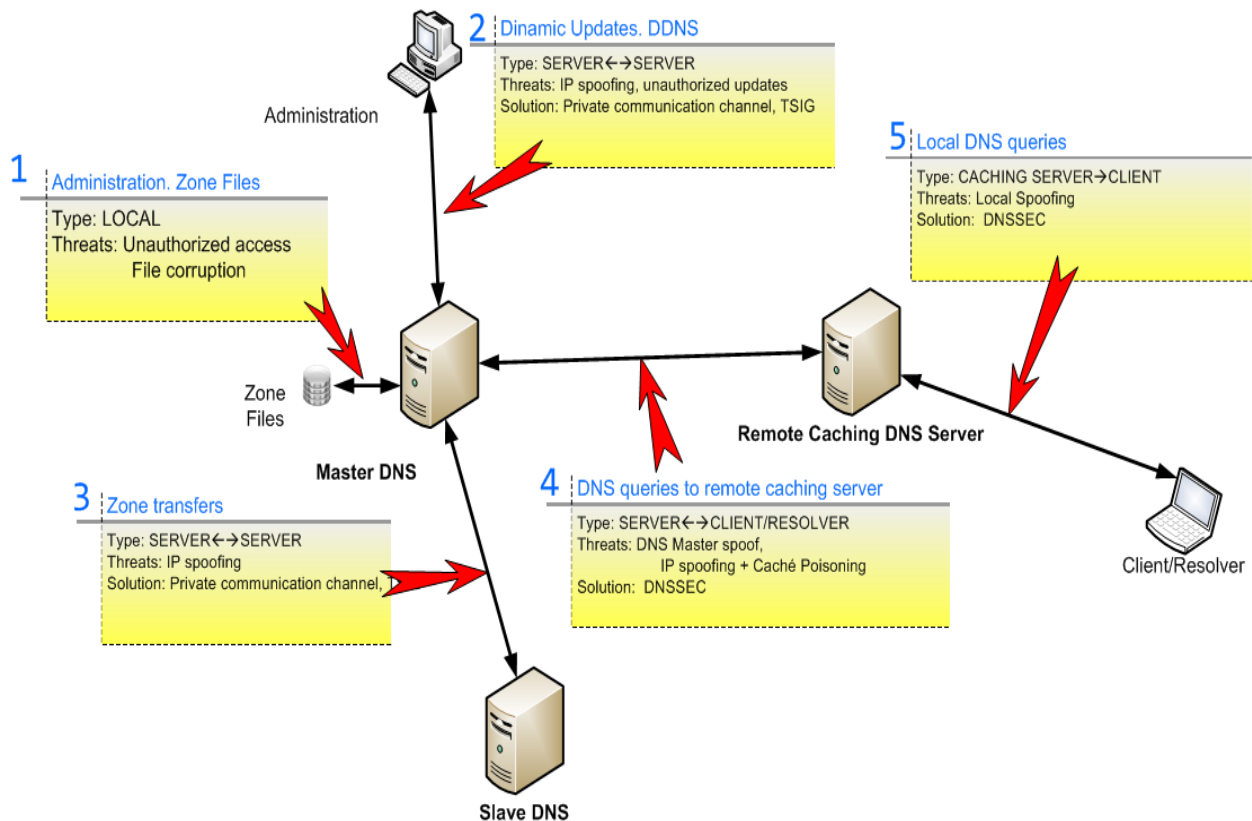 2 Dinamic Updates. DDNS
Type: SERVER←→SERVER
Threats: IP spoofing, unauthorized updates
Solution: Private communication channel, TSIG
Administration
5 Local DNS queries
Type: CACHING SERVER→CLIENT
Threats: Local Spoofing
Solution: DNSSEC
1 Administration. Zone Files
Type: LOCAL
Threats: Unauthorized access
File corruption
Zone
Files
Master DNS
Remote Caching DNS Server
3 Zone transfers
Type: SERVER←→SERVER
Threats: IP spoofing
Solution: Private communication channel,
4 DNS queries to remote caching server
Type: SERVER←→CLIENT/RESOLVER
Threats: DNS Master spoof,
IP spoofing + Caché Poisoning
Solution: DNSSEC
Client/Resolver
Slave DNS